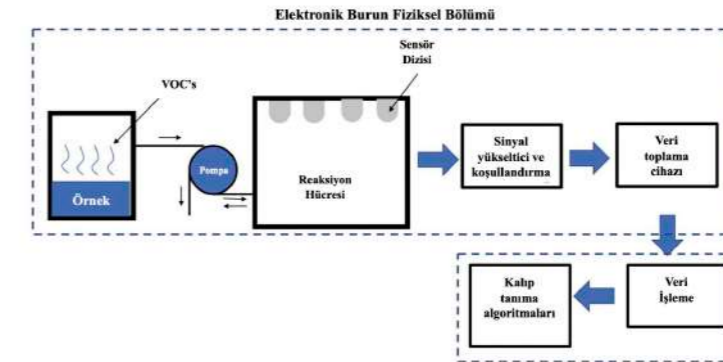 Elektronik Burun Fiziksel Bölümü
VOC's
Sensör
Dizisi
Örnek
Pompa
Reaksiyon
Hücresi
Sinyal
yükseltici ve
koşullandırma
Veri
toplama
cihazı
Veri
İşleme
Kalıp
tanıma
algoritmaları